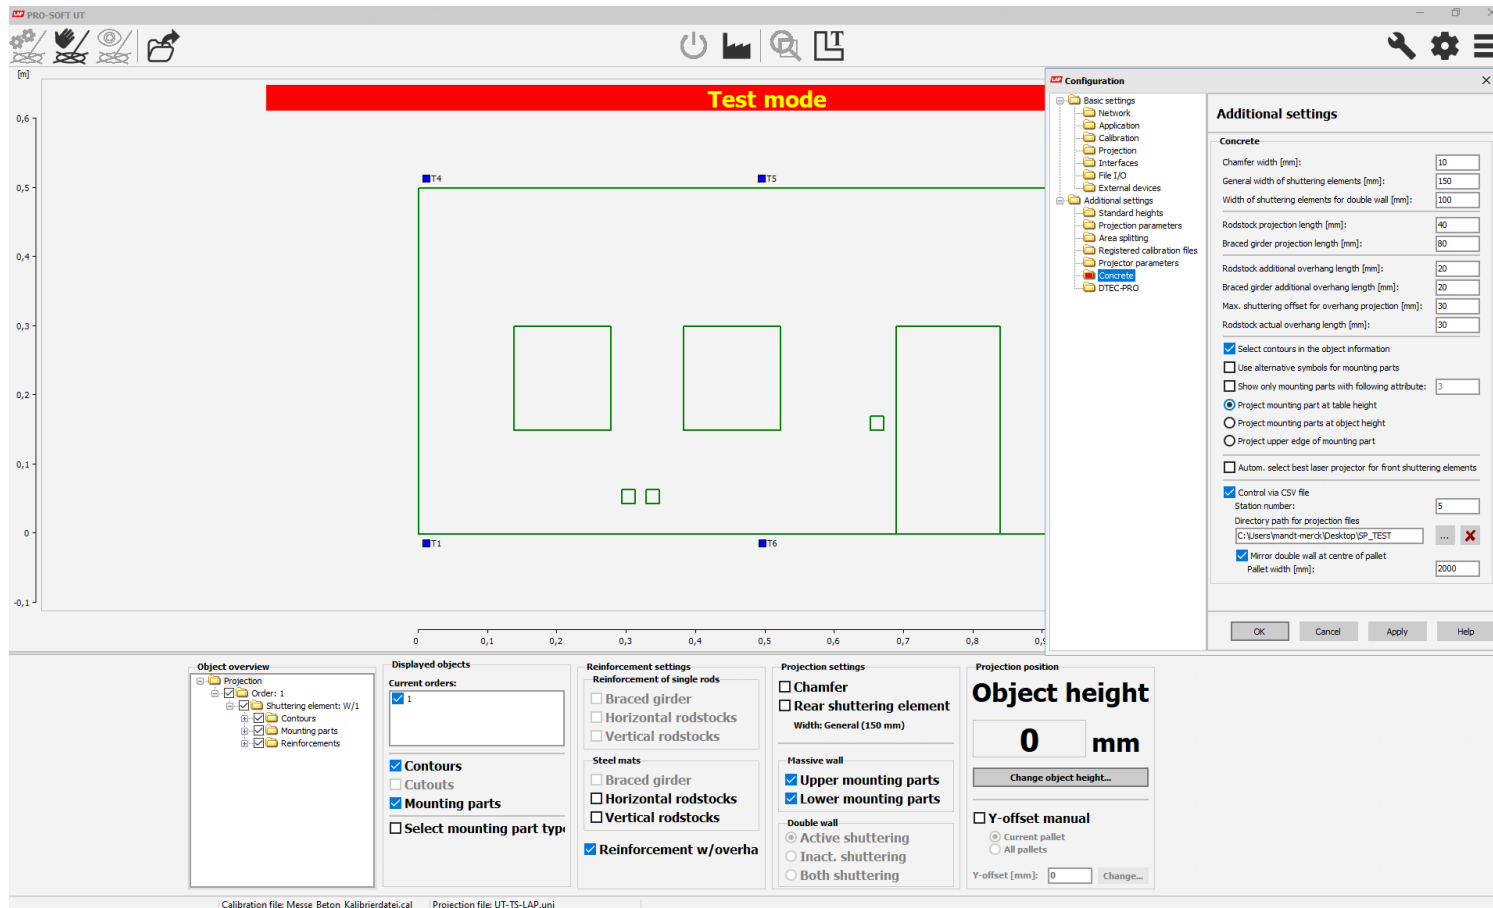 LAP PRO-SOFT UT
T
[m]
Test mode
0,6
0,5
0,4
0,3
0,2
0,1
0
-0,1
T4
T5
T1
T6
0
0,1
0,2
0,3
0,4
0,5
0,6
0,7
0,8
LAP Configuration
Basic settings
Network
Application
Calibration
Projection
Interfaces
File I/O
External devices
Additional settings
Standard heights
Projection parameters
Area splitting
Registered calibration files
Projector parameters
Concrete
DTEC-PRO
Additional settings
Concrete
Chamfer width [mm]: 10
General width of shuttering elements [mm]: 150
Width of shuttering elements for double wall [mm]: 100
Rodstock projection length [mm]: 40
Braced girder projection length [mm]: 80
Rodstock additional overhang length [mm]: 20
Braced girder additional overhang length [mm]: 20
Max. shuttering offset for overhang projection [mm]: 30
Rodstock actual overhang length [mm]: 30
Select contours in the object information
Use alternative symbols for mounting parts
Show only mounting parts with following attribute: 3
Project mounting part at table height
Project mounting parts at object height
Project upper edge of mounting part
Autom. select best laser projector for front shuttering elements
Control via CSV file
Station number: 5
Directory path for projection files
C:\Users\mandt-merck\Desktop\SP_TEST ...
Mirror double wall at centre of pallet
Pallet width [mm]: 2000
OK Cancel Apply Help
Object overview
Projection
Order: 1
Shuttering element: W/1
Contours
Mounting parts
Reinforcements
Displayed objects
Current orders:
1
Contours
Cutouts
Mounting parts
Select mounting part type
Reinforcement settings
Reinforcement of single rods
Braced girder
Horizontal rodstocks
Vertical rodstocks
Steel mats
Braced girder
Horizontal rodstocks
Vertical rodstocks
Reinforcement w/overha
Projection settings
Chamfer
Rear shuttering element
Width: General (150 mm)
Massive wall
Upper mounting parts
Lower mounting parts
Double wall
Active shuttering
Inact. shuttering
Both shuttering
Projection position
Object height
0 mm
Change object height...
Y-offset manual
Current pallet
All pallets
Y-offset [mm]: 0 Change...
Calibration file: Messe_Beton_Kalibrierdatei.cal Projection file: UT-TS-LAP.uni